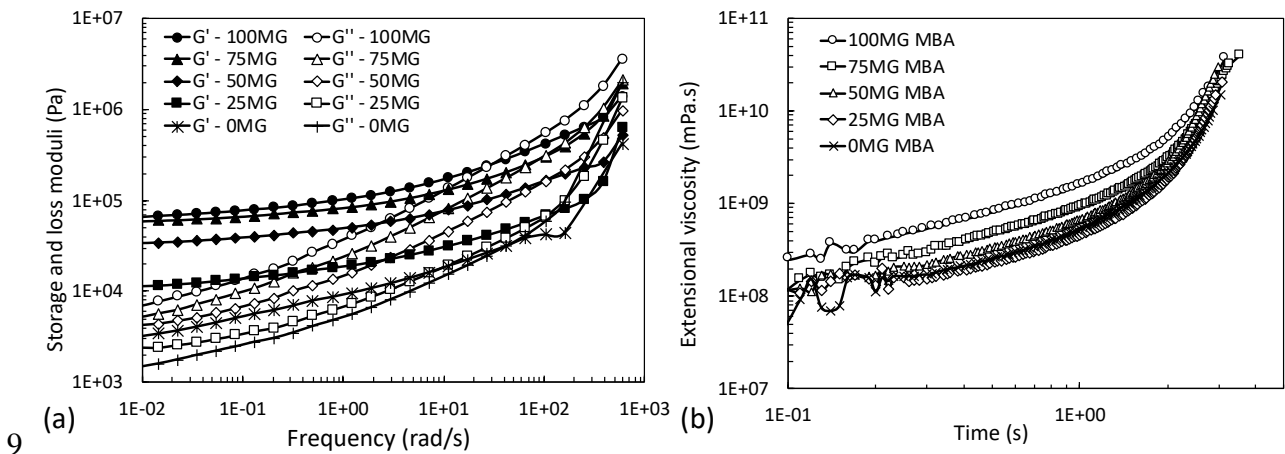 1E+07
1E+06
1E+05
1E+04
1E+03
Storage and loss moduli (Pa)
G' - 100MG G'' - 100MG
G' - 75MG G'' - 75MG
G' - 50MG G'' - 50MG
G' - 25MG G'' - 25MG
G' - 0MG G'' - 0MG
1E-02 1E-01 1E+00 1E+01 1E+02 1E+03
(a)
Frequency (rad/s)
1E+11
1E+10
1E+09
1E+08
1E+07
Extensional viscosity (mPa.s)
100MG MBA
75MG MBA
50MG MBA
25MG MBA
0MG MBA
1E-01 1E+00
(b)
Time (s)
9